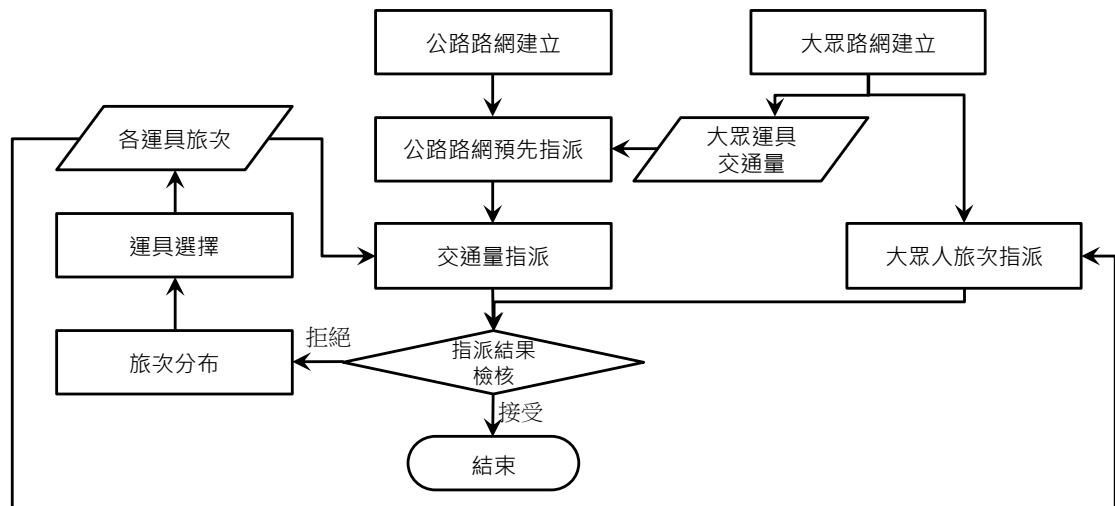 公路路網建立
大眾路網建立
各運具旅次
公路路網預先指派
大眾運具
交通量
運具選擇
交通量指派
大眾人旅次指派
旅次分布
拒絕
指派結果
檢核
接受
結束